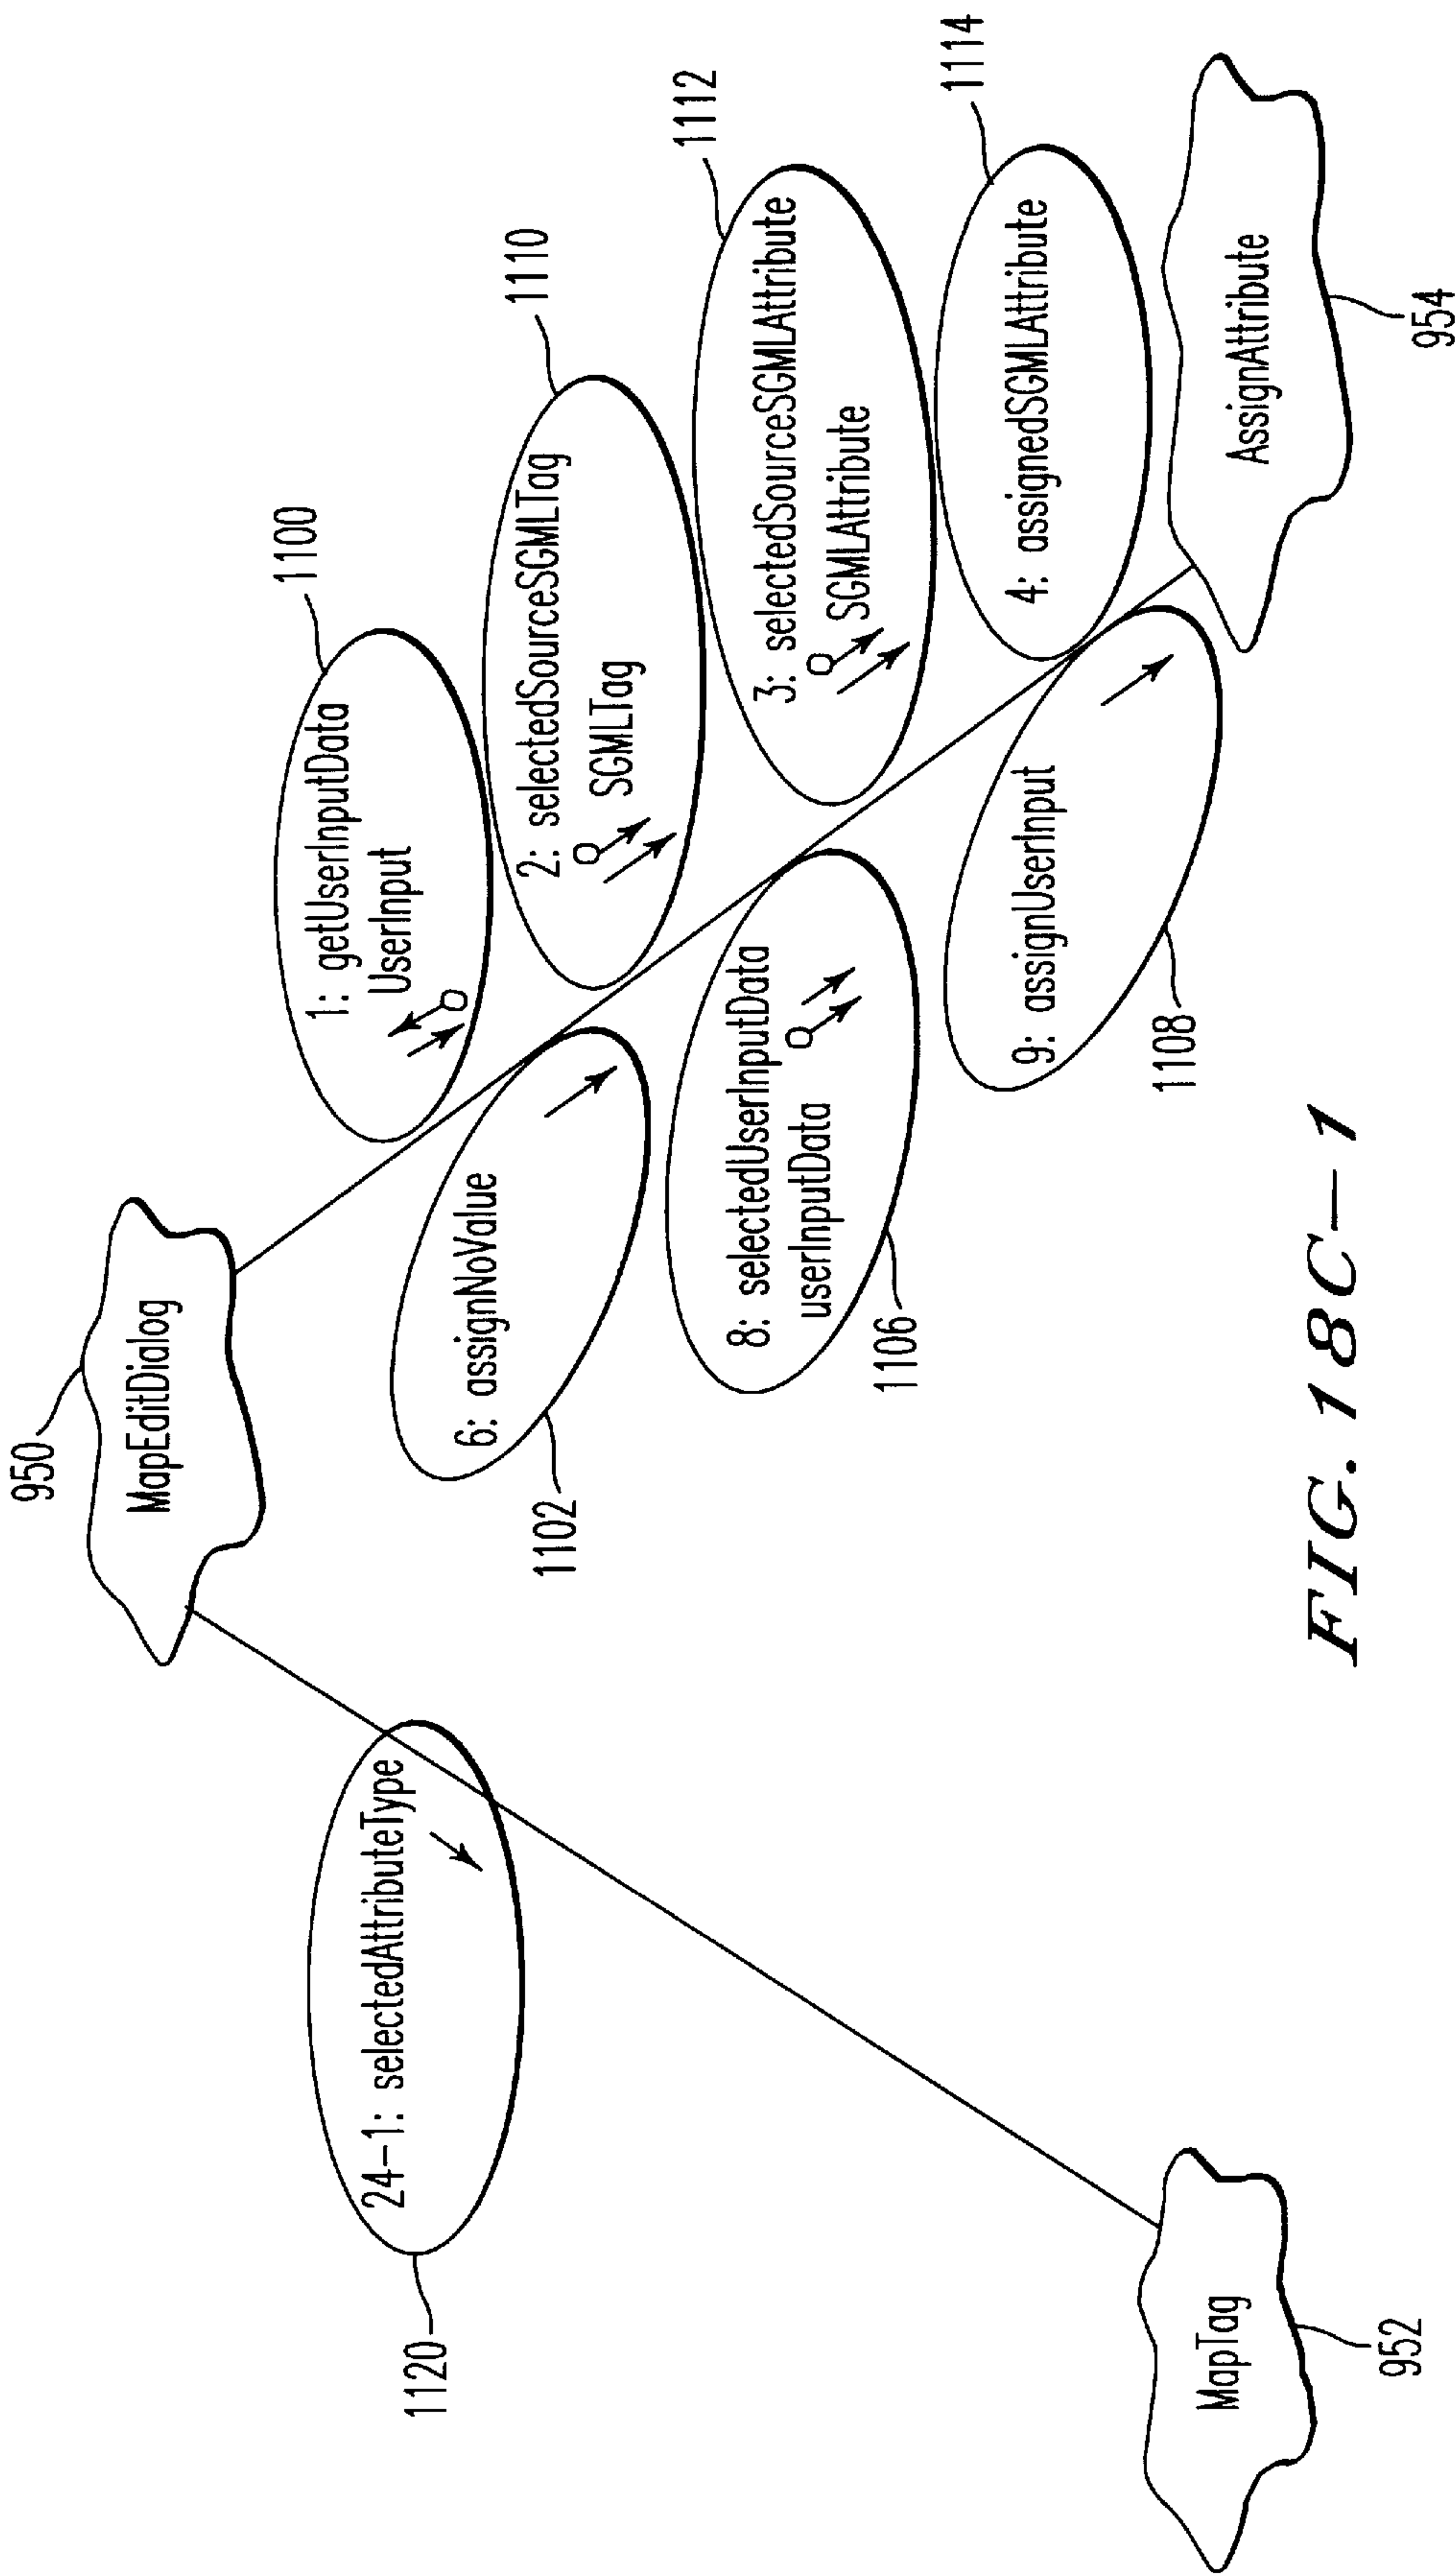 950
MapEditDialog
1100
1: getUserInputData
UserInput
1110
2: selectedSourceSGMLTag
SGMLTag
1112
3: selectedSourceSGMLAttribute
SGMLAttribute
1114
4: assignedSGMLAttribute
AssignAttribute
954
6: assignNoValue
1102
8: selectedUserInputData
userInputData
1106
9: assignUserInput
1108
24-1: selectedAttributeType
1120
MapTag
952
FIG. 18C-1